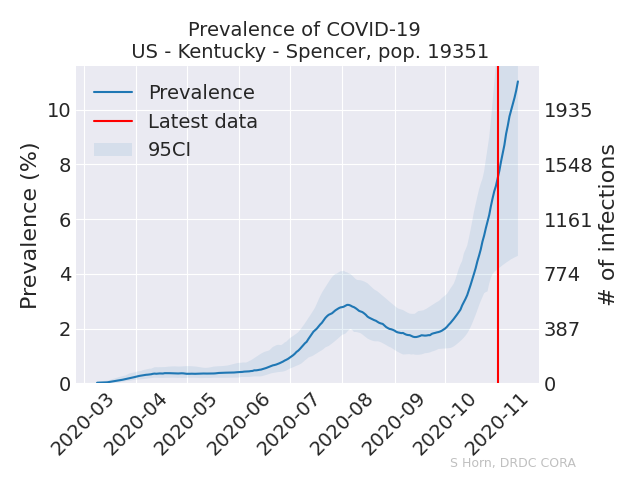 Prevalence of COVID-19
US - Kentucky - Spencer, pop. 19351
Prevalence
Latest data
95CI
Prevalence (%)
10
8
6
4
2
0
1935
1548
1161
774
387
0
# of infections
2020-03
2020-04
2020-05
2020-06
2020-07
2020-08
2020-09
2020-10
2020-11
S Horn, DRDC CORA